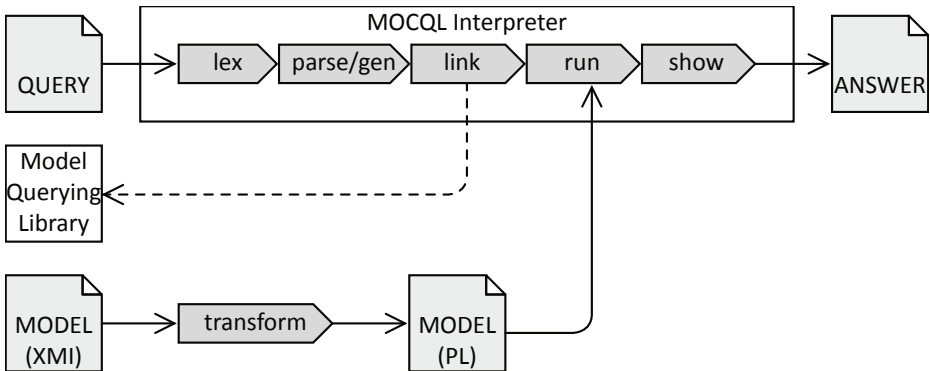 MOCQL Interpreter
QUERY
lex
parse/gen
link
run
show
ANSWER
Model
Querying
Library
MODEL
(XMI)
transform
MODEL
(PL)